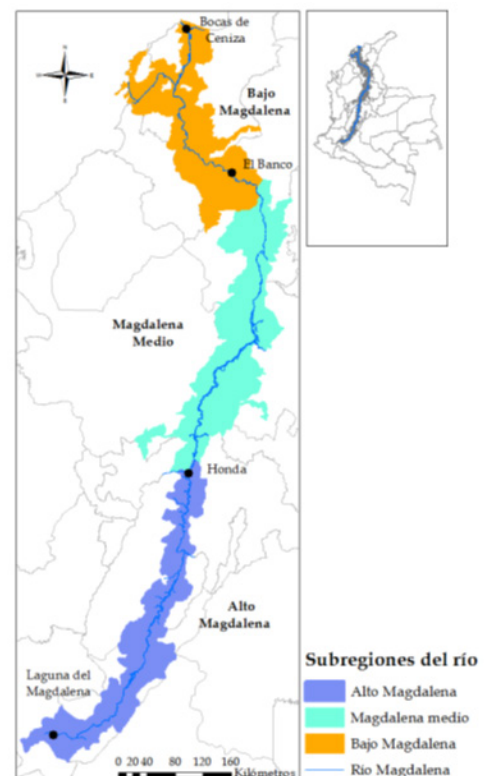 Bocas de
Ceniza
Bajo
Magdalena
El Banco
Magdalena
Medio
Honda
Alto
Magdalena
Laguna del
Magdalena
0 20 40 80 120 160
Kilómetros
Subregiones del río
Alto Magdalena
Magdalena medio
Bajo Magdalena
Río Magdalena